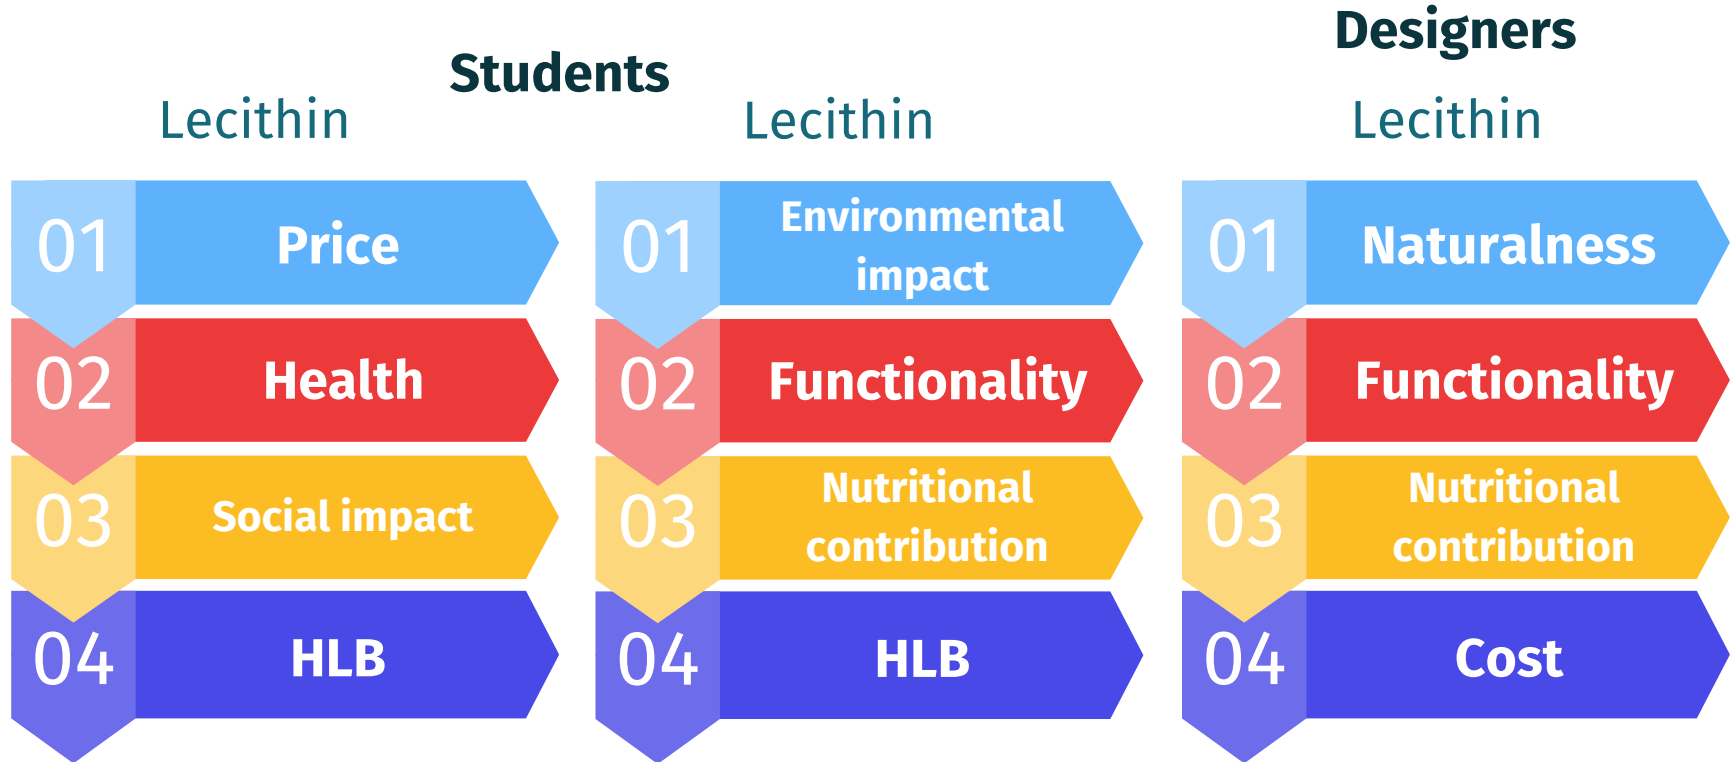 Students
Designers
Lecithin
01
Price
02
Health
03
Social impact
04
HLB
Lecithin
01
Environmental
impact
02
Functionality
03
Nutritional
contribution
04
HLB
Lecithin
01
Naturalness
02
Functionality
03
Nutritional
contribution
04
Cost